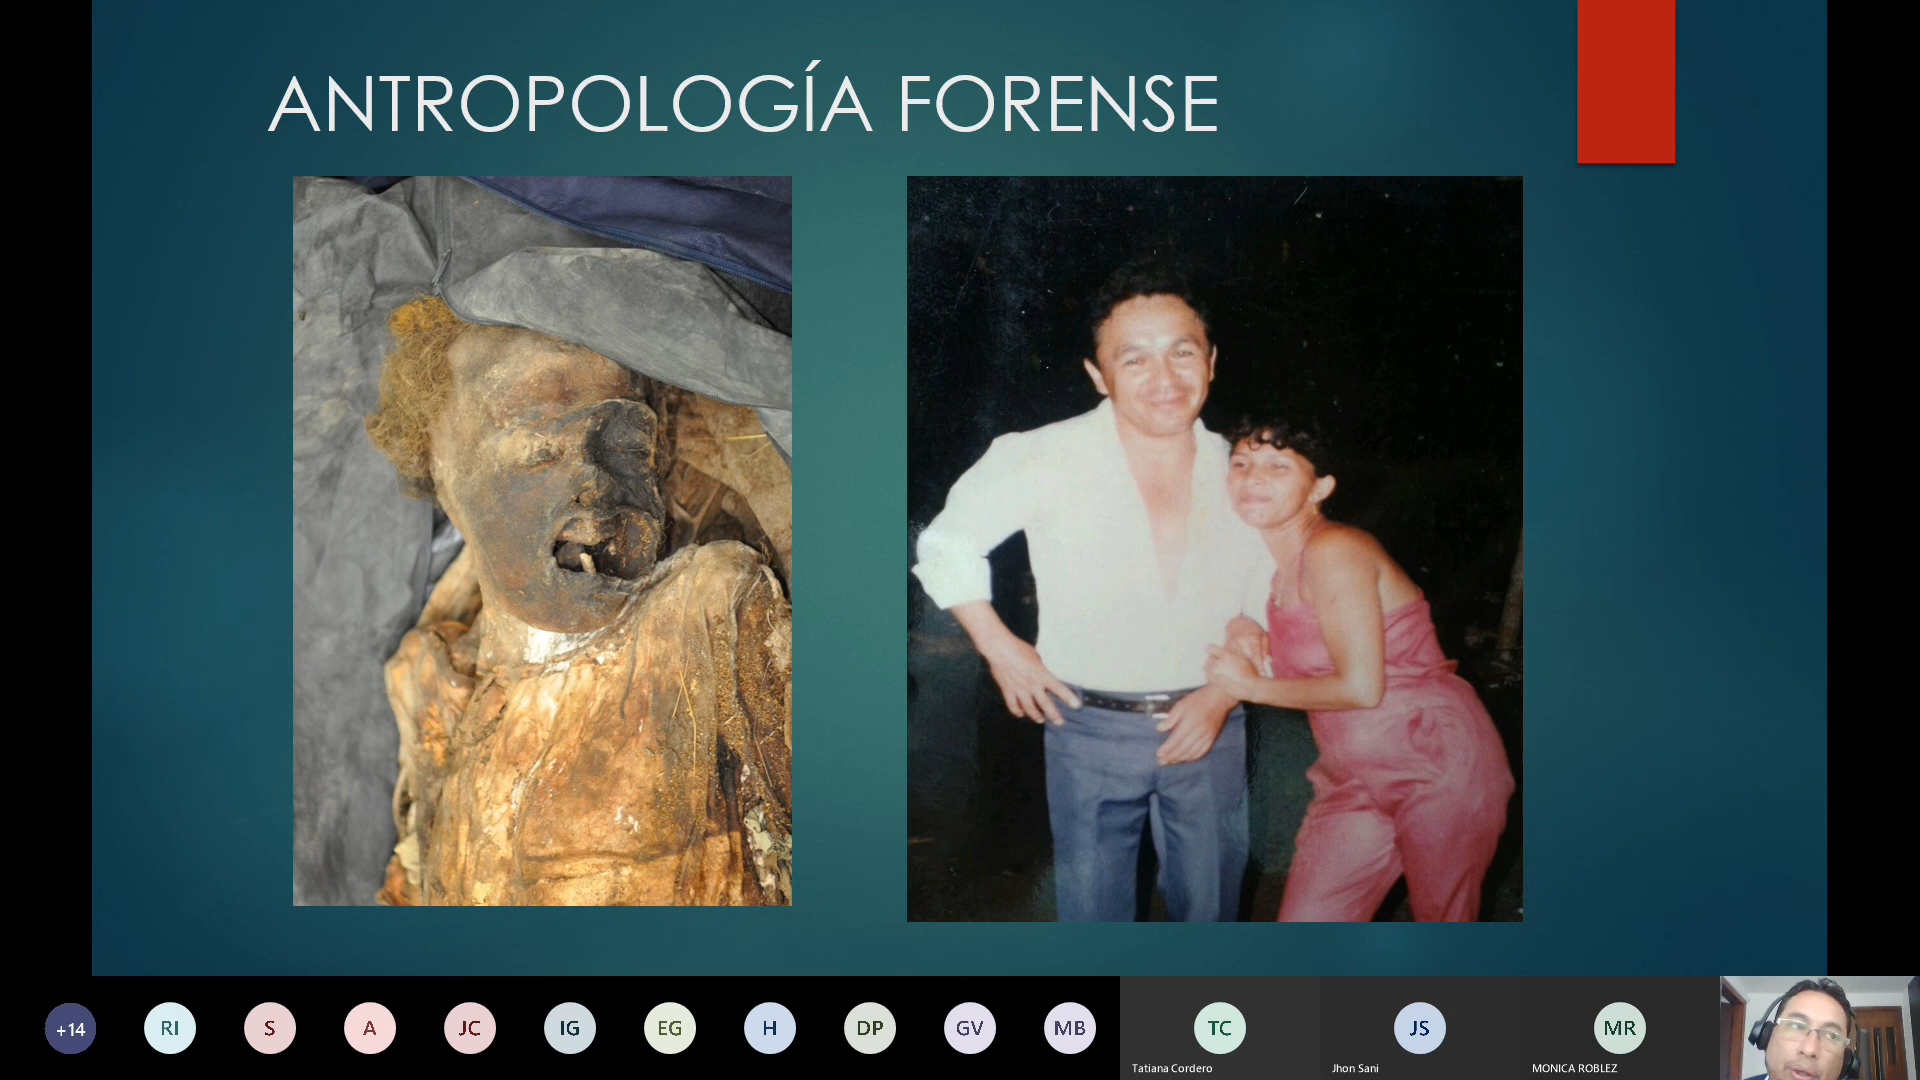 ANTROPOLOGÍA FORENSE
+14
RI
S
A
JC
IG
EG
H
DP
GV
MB
TC
Tatiana Cordero
JS
Jhon Sani
MR
MONICA ROBLEZ